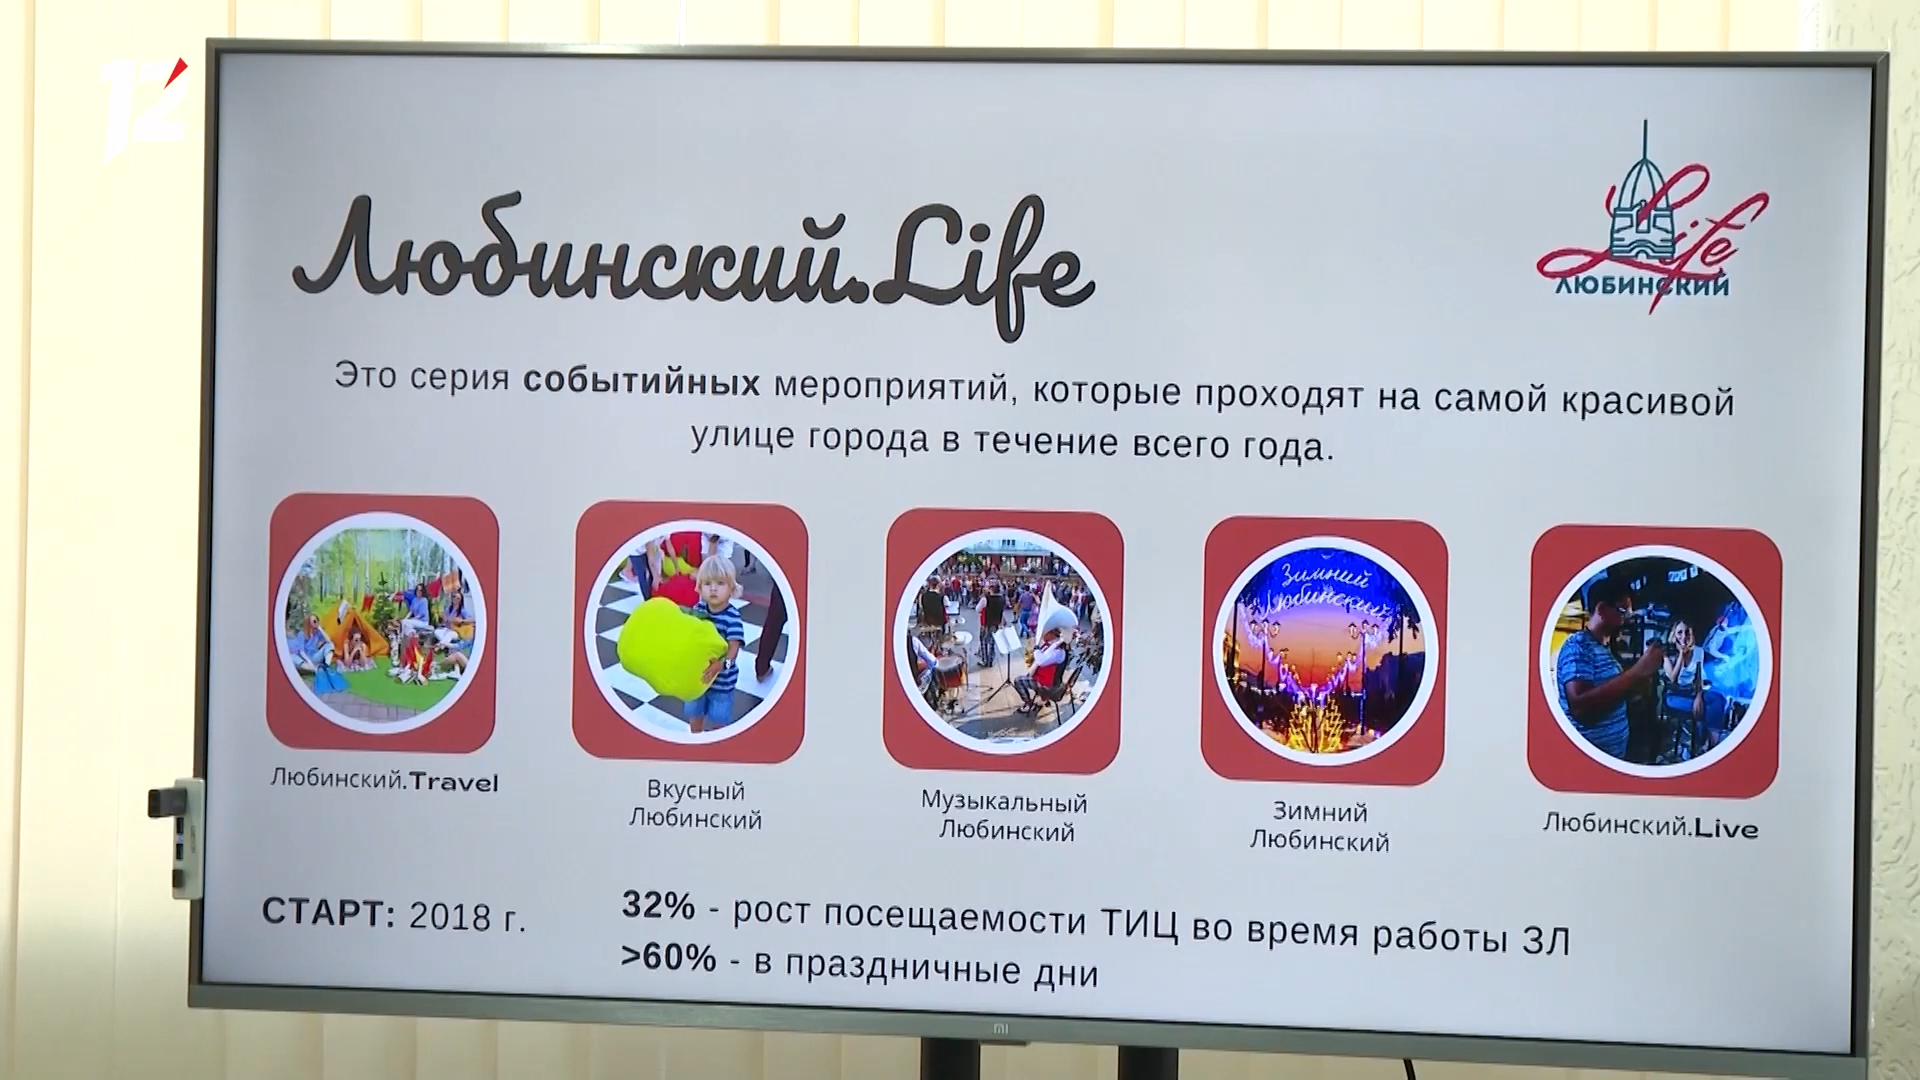 12
Любинский.Life
Life
ЛЮБИНСКИЙ
Это серия событийных мероприятий, которые проходят на самой красивой
улице города в течение всего года.
Зимний
Любинский
Любинский.Travel
Вкусный
Любинский
Музыкальный
Любинский
Зимний
Любинский
Любинский.Live
СТАРТ: 2018 г.
32% - рост посещаемости ТИЦ во время работы ЗЛ
>60% - в праздничные дни
mi